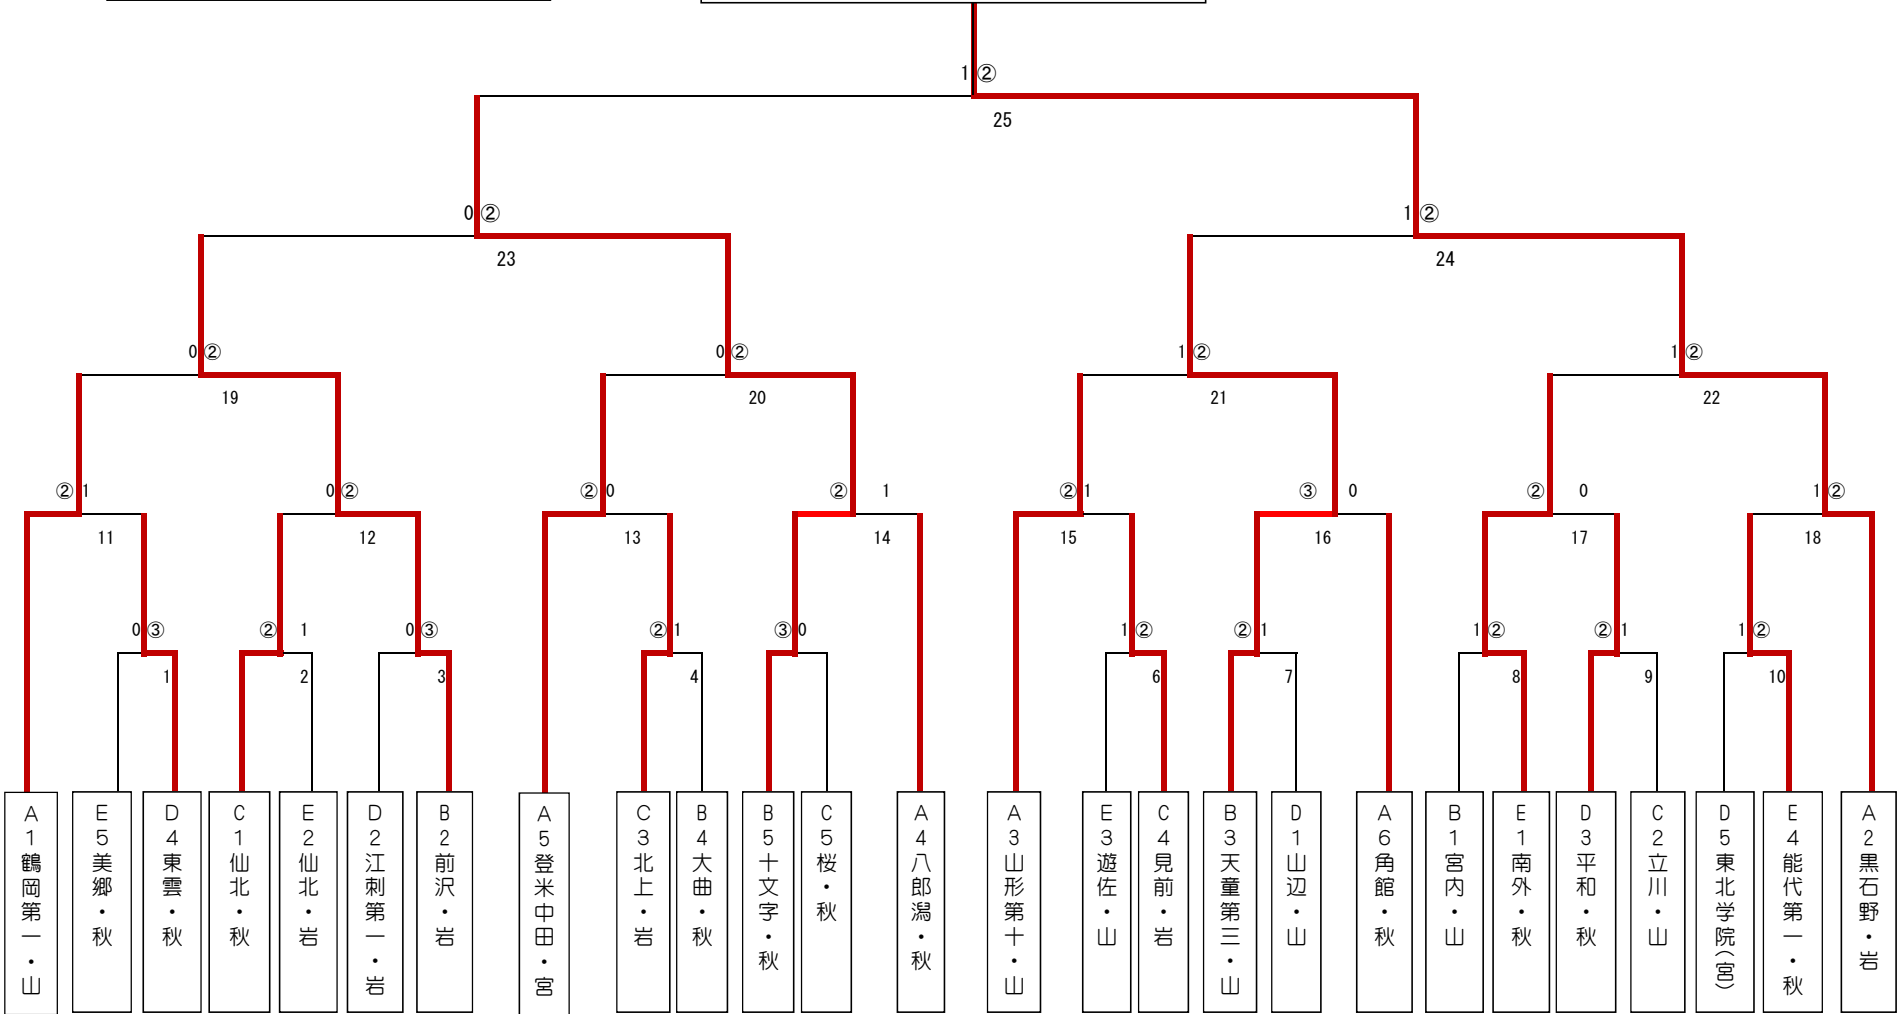 1 ②
25
0 ②
1 ②
23
24
0 ②
0 ②
1 ②
1 ②
19
20
21
22
② 1
0 ②
② 0
② 1
② 1
③ 0
② 0
1 ②
11
12
13
14
15
16
17
18
0 ③
② 1
0 ③
② 1
③ 0
1 ②
② 1
1 ②
② 1
1 ②
1
2
3
4
6
7
8
9
10
A1鶴岡第一・山
E5美郷・秋
D4東雲・秋
C1仙北・秋
E2仙北・岩
D2江刺第一・岩
B2前沢・岩
A5登米中田・宮
C3北上・岩
B4大曲・秋
B5十文字・秋
C5桜・秋
A4八郎潟・秋
A3山形第十・山
E3遊佐・山
C4見前・岩
B3天童第三・山
D1山辺・山
A6角館・秋
B1宮内・山
E1南外・秋
D3平和・秋
C2立川・山
D5東北学院(宮)
E4能代第一・秋
A2黒石野・岩